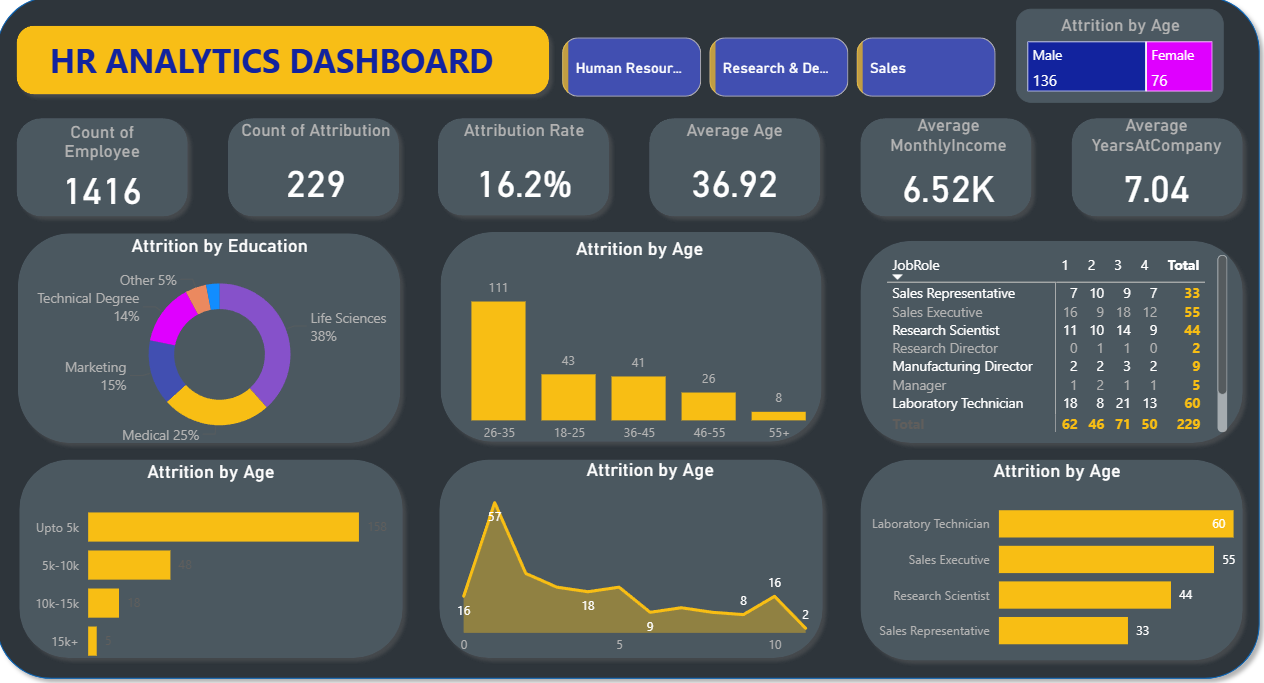 HR ANALYTICS DASHBOARD
Human Resour...
Research & De...
Sales
Attrition by Age
Male
136
Female
76
Count of
Employee
1416
Count of Attribution
229
Attribution Rate
16.2%
Average Age
36.92
Average
MonthlyIncome
6.52K
Average
YearsAtCompany
7.04
Attrition by Education
Other 5%
Technical Degree
14%
Marketing
15%
Medical 25%
Life Sciences
38%
Attrition by Age
111
43
41
26
8
26-35
18-25
36-45
46-55
55+
JobRole 1 2 3 4 Total
Sales Representative 7 10 9 7 33
Sales Executive 16 9 18 12 55
Research Scientist 11 10 14 9 44
Research Director 0 1 1 0 2
Manufacturing Director 2 2 3 2 9
Manager 1 2 1 1 5
Laboratory Technician 18 8 21 13 60
Total 62 46 71 50 229
Attrition by Age
Upto 5k
5k-10k 48
10k-15k 18
15k+ 5
Attrition by Age
57
16
18
9
8
16
2
0
5
10
Attrition by Age
Laboratory Technician 60
Sales Executive 55
Research Scientist 44
Sales Representative 33